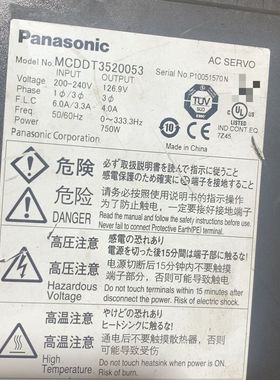 Panasonic
AC SERVO
Model No. MCDDT3520053
Serial No. P10051570N
INPUT OUTPUT
Voltage 200-240V 126.9V
Phase 1ϕ/3ϕ 3ϕ
F.L.C 6.0A/3.3A 4.0A
Freq. 50/60Hz 0~333.3Hz
Power 750W
Panasonic Corporation
Made in China
TÜV
SÜD
10
C UL US
LISTED
IND.CONT.EQ.
7Z45
危険
必ず取扱説明書を読んで指示に従うこと
感電保護のため必ず端子を接地すること
危险
请务必按照使用说明书的指示操作
为了防止触电，一定要接好接地端子
DANGER
Read the manual and follow the safety instructions before use.
Never fail to connect Protective Earth(PE) terminal.
高圧注意
感電の恐れあり
電源を切った後15分間は端子部に触るな!
高压注意
电源切断后15分钟内不要触摸
端子部分，否则可能导致触电
Hazardous
Voltage
Do not touch terminals within 15 minutes after
disconnect the power. Risk of electric shock.
高温注意
やけどの恐れあり
ヒートシンクに触るな!
高温注意
通电后不要触摸散热器，否则
可能导致受伤
High
Temperature
Do not touch heatsink when power is ON.
Risk of burn.